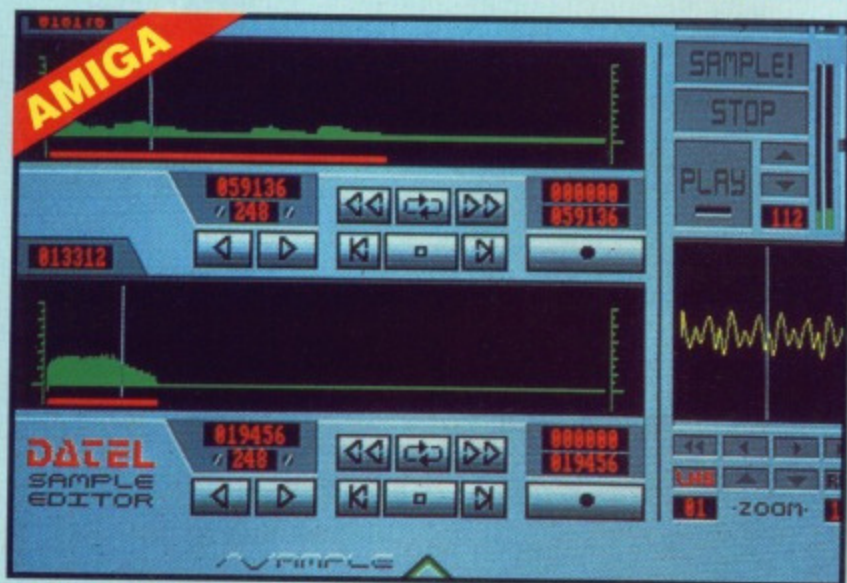 AMIGA
SAMPLE!
STOP
PLAY
112
059136
248
000000
059136
013312
019456
248
000000
019456
DATEL
SAMPLE
EDITOR
01
-ZOOM-